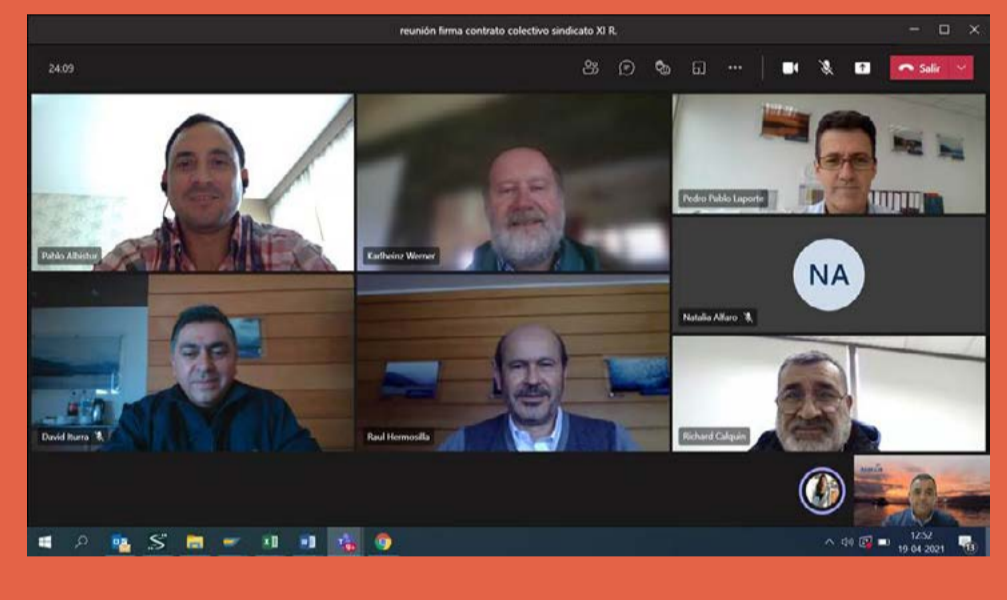 reunión firma contrato colectivo sindicato XI R.
24:09
Salir
Pablo Albistur
Karlheinz Werner
Pedro Pablo Laporte
NA
Natalia Alfaro
David Iturra
Raul Hermosilla
Richard Calquin
12:52
19-04-2021